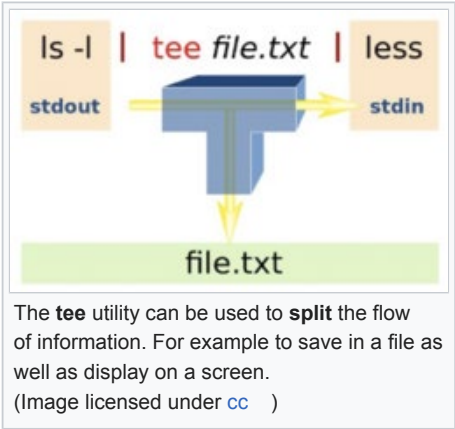 ls -l | tee file.txt | less
stdout stdin
file.txt
The tee utility can be used to split the flow
of information. For example to save in a file as
well as display on a screen.
(Image licensed under cc )